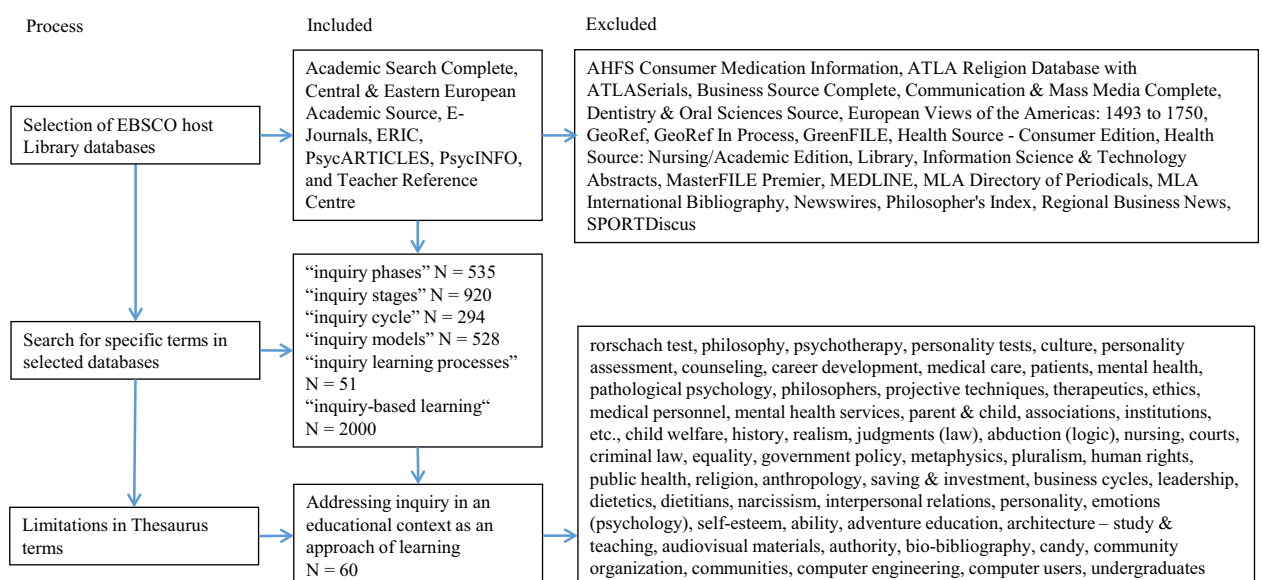 Process
Included
Excluded
Selection of EBSCO host
Library databases
Academic Search Complete,
Central & Eastern European
Academic Source, E-
Journals, ERIC,
PsycARTICLES, PsycINFO,
and Teacher Reference
Centre
AHFS Consumer Medication Information, ATLA Religion Database with
ATLASerials, Business Source Complete, Communication & Mass Media Complete,
Dentistry & Oral Sciences Source, European Views of the Americas: 1493 to 1750,
GeoRef, GeoRef In Process, GreenFILE, Health Source - Consumer Edition, Health
Source: Nursing/Academic Edition, Library, Information Science & Technology
Abstracts, MasterFILE Premier, MEDLINE, MLA Directory of Periodicals, MLA
International Bibliography, Newswires, Philosopher's Index, Regional Business News,
SPORTDiscus
Search for specific terms in
selected databases
“inquiry phases” N = 535
“inquiry stages” N = 920
“inquiry cycle” N = 294
“inquiry models” N = 528
“inquiry learning processes”
N = 51
“inquiry-based learning“
N = 2000
Limitations in Thesaurus
terms
Addressing inquiry in an
educational context as an
approach of learning
N = 60
rorschach test, philosophy, psychotherapy, personality tests, culture, personality
assessment, counseling, career development, medical care, patients, mental health,
pathological psychology, philosophers, projective techniques, therapeutics, ethics,
medical personnel, mental health services, parent & child, associations, institutions,
etc., child welfare, history, realism, judgments (law), abduction (logic), nursing, courts,
criminal law, equality, government policy, metaphysics, pluralism, human rights,
public health, religion, anthropology, saving & investment, business cycles, leadership,
dietetics, dietitians, narcissism, interpersonal relations, personality, emotions
(psychology), self-esteem, ability, adventure education, architecture – study &
teaching, audiovisual materials, authority, bio-bibliography, candy, community
organization, communities, computer engineering, computer users, undergraduates